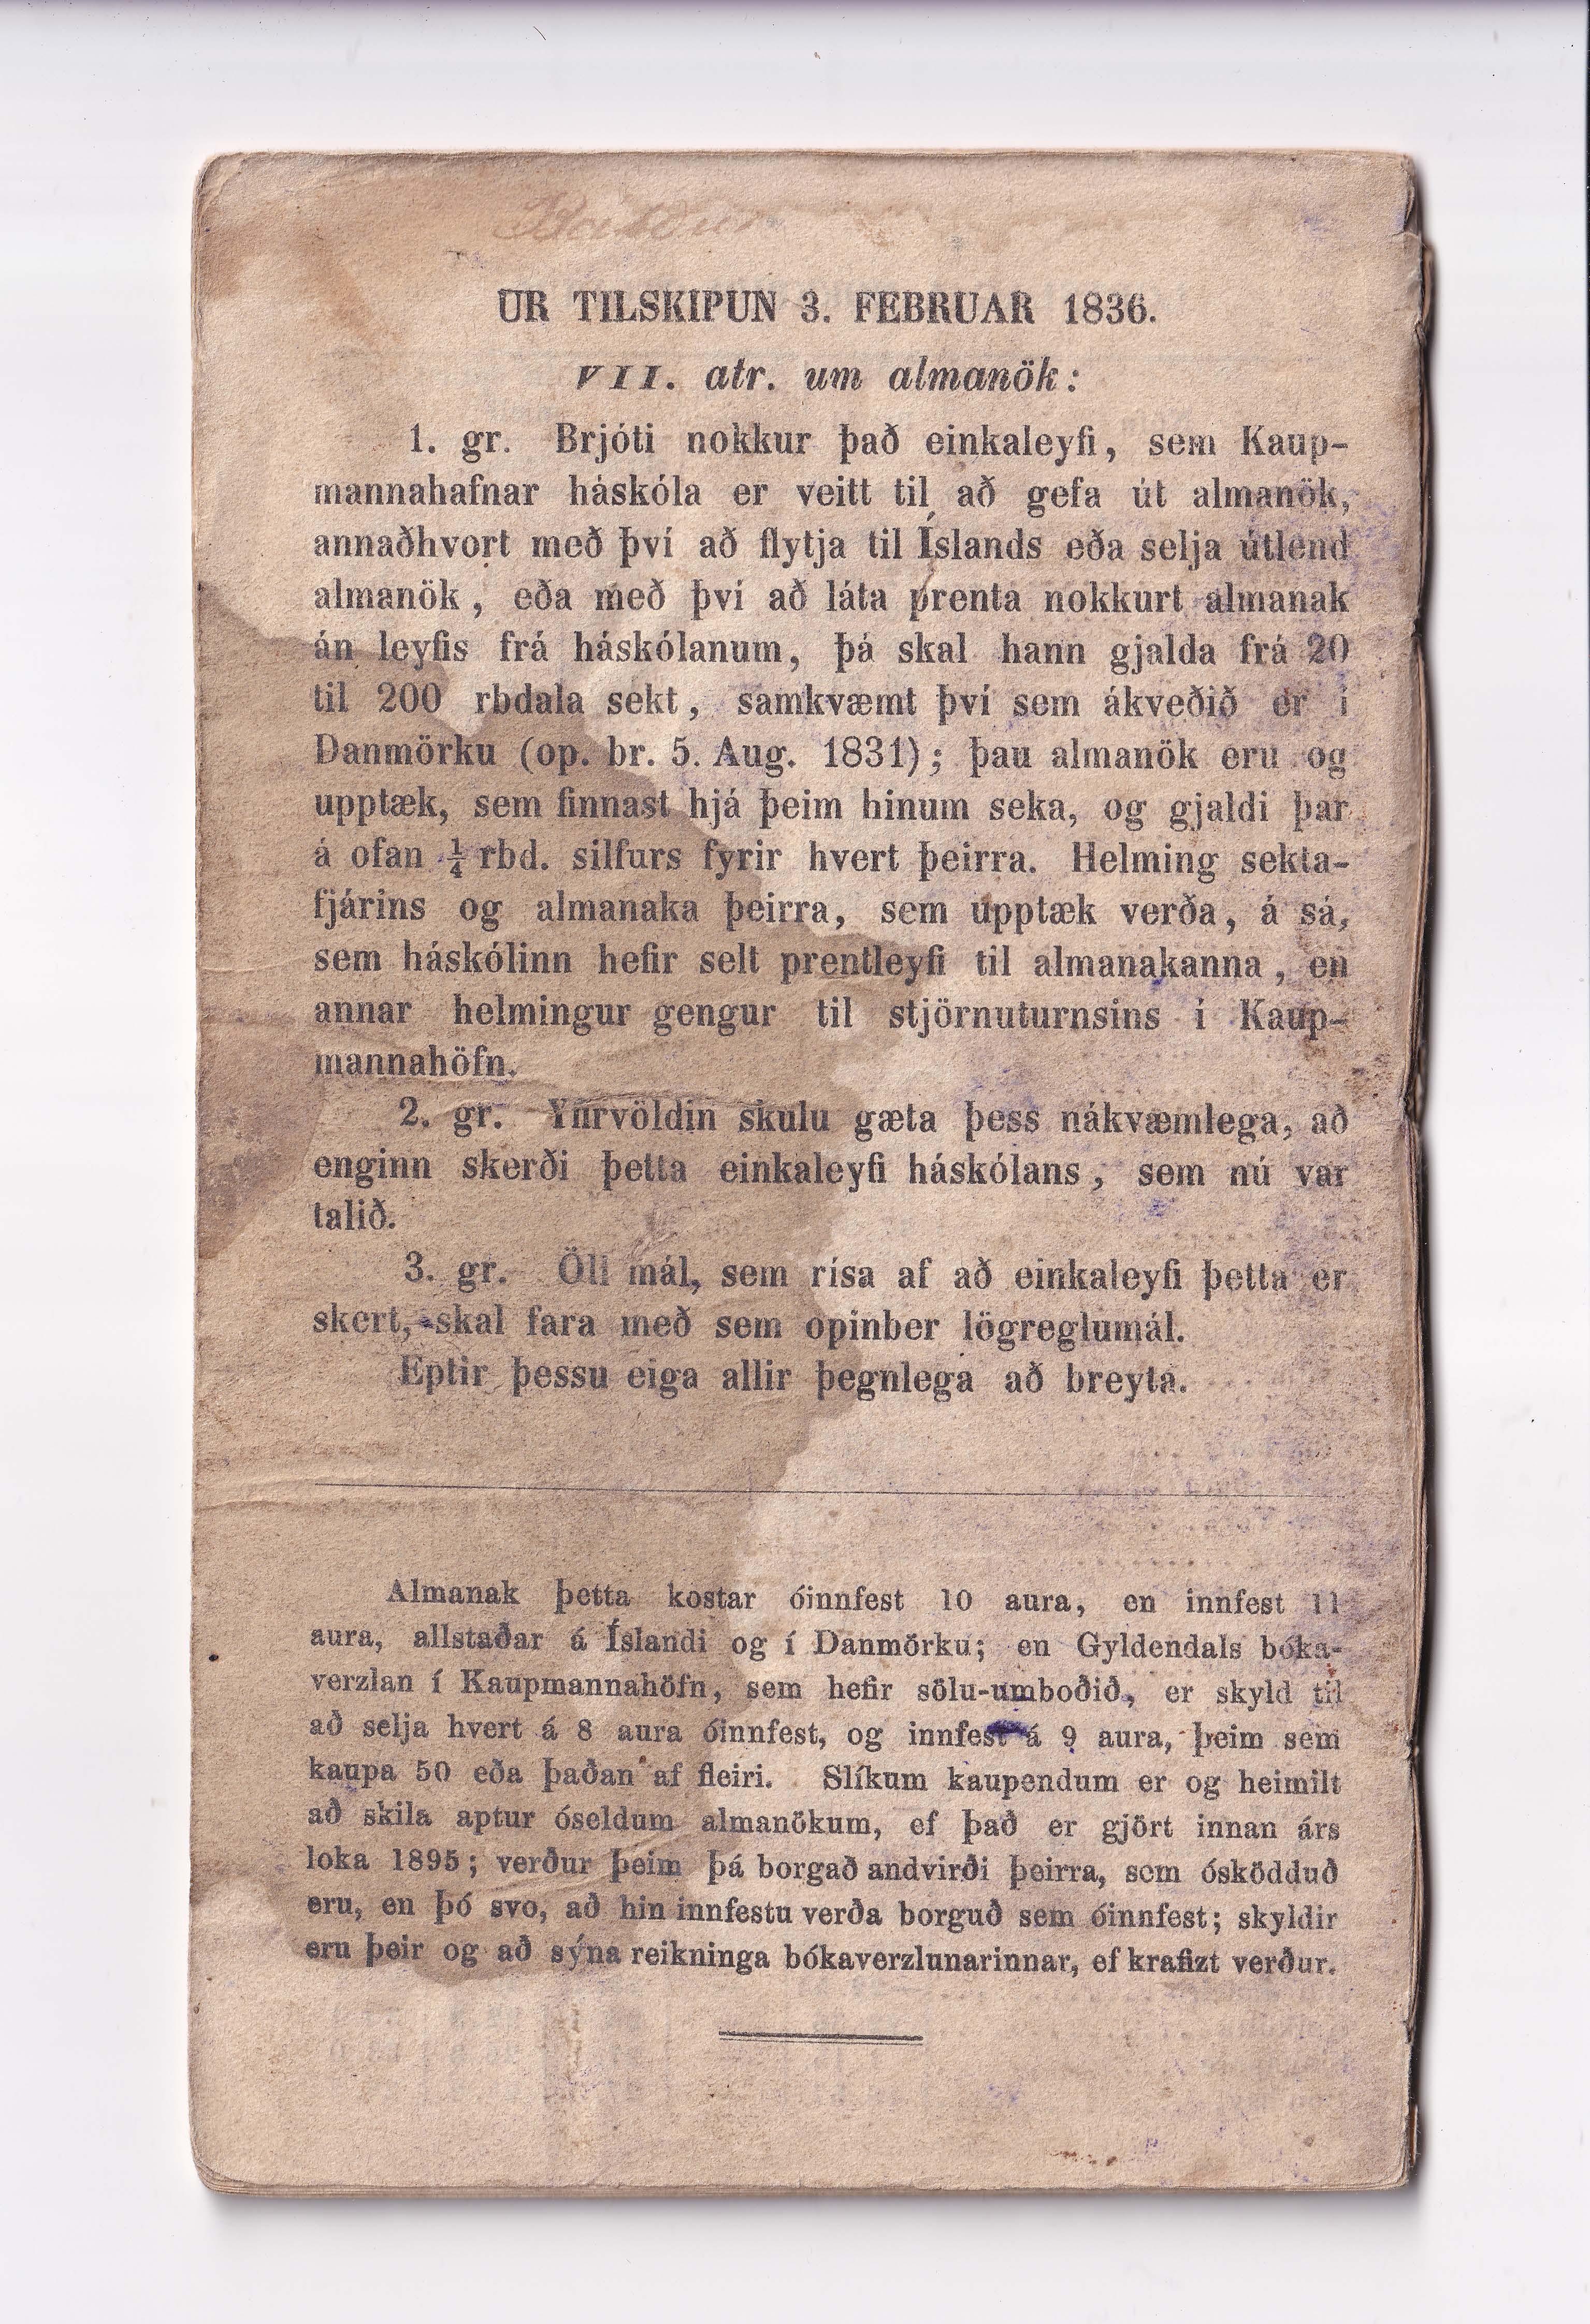 UR TILSKIPUN 3. FEBRUAR 1836.
VII. atr. um almanök:
1. gr. Brjóti nokkur það einkaleyfi, sem Kaup-
mannahafnar háskóla er veitt til að gefa út almanök,
annaðhvort með því að flytja til Íslands eða selja útlend
almanök, eða með því að láta prenta nokkurt almanak
án leyfis frá háskólanum, þá skal hann gjalda frá 20
til 200 rbdala sekt, samkvæmt því sem ákveðið er í
Danmörku (op. br. 5. Aug. 1831); þau almanök eru og
upptæk, sem finnast hjá þeim hinum seka, og gjaldi þar
á ofan ¼ rbd. silfurs fyrir hvert þeirra. Helming sekta-
fjárins og almanaka þeirra, sem upptæk verða, á sá,
sem háskólinn hefir selt prentleyfi til almanakanna, en
annar helmingur gengur til stjörnuturnsins í Kaup-
mannahöfn.
2. gr. Yfirvöldin skulu gæta þess nákvæmlega, að
enginn skerði þetta einkaleyfi háskólans, sem nú var
talið.
3. gr. Öll mál, sem rísa af að einkaleyfi þetta er
skert, skal fara með sem opinber lögreglumál.
Eptir þessu eiga allir þegnlega að breyta.
Almanak þetta kostar óinnfest 10 aura, en innfest 11
aura, allstaðar á Íslandi og í Danmörku; en Gyldendals bóka-
verzlan í Kaupmannahöfn, sem hefir sölu-umboðið, er skyld til
að selja hvert á 8 aura óinnfest, og innfest á 9 aura, þeim sem
kaupa 50 eða þaðan af fleiri. Slíkum kaupendum er og heimilt
að skila aptur óseldum almanökum, ef það er gjört innan árs
loka 1895; verður þeim þá borgað andvirði þeirra, sem ósködduð
eru, en þó svo, að hin innfestu verða borguð sem óinnfest; skyldir
eru þeir og að sýna reikninga bókaverzlunarinnar, ef krafizt verður.